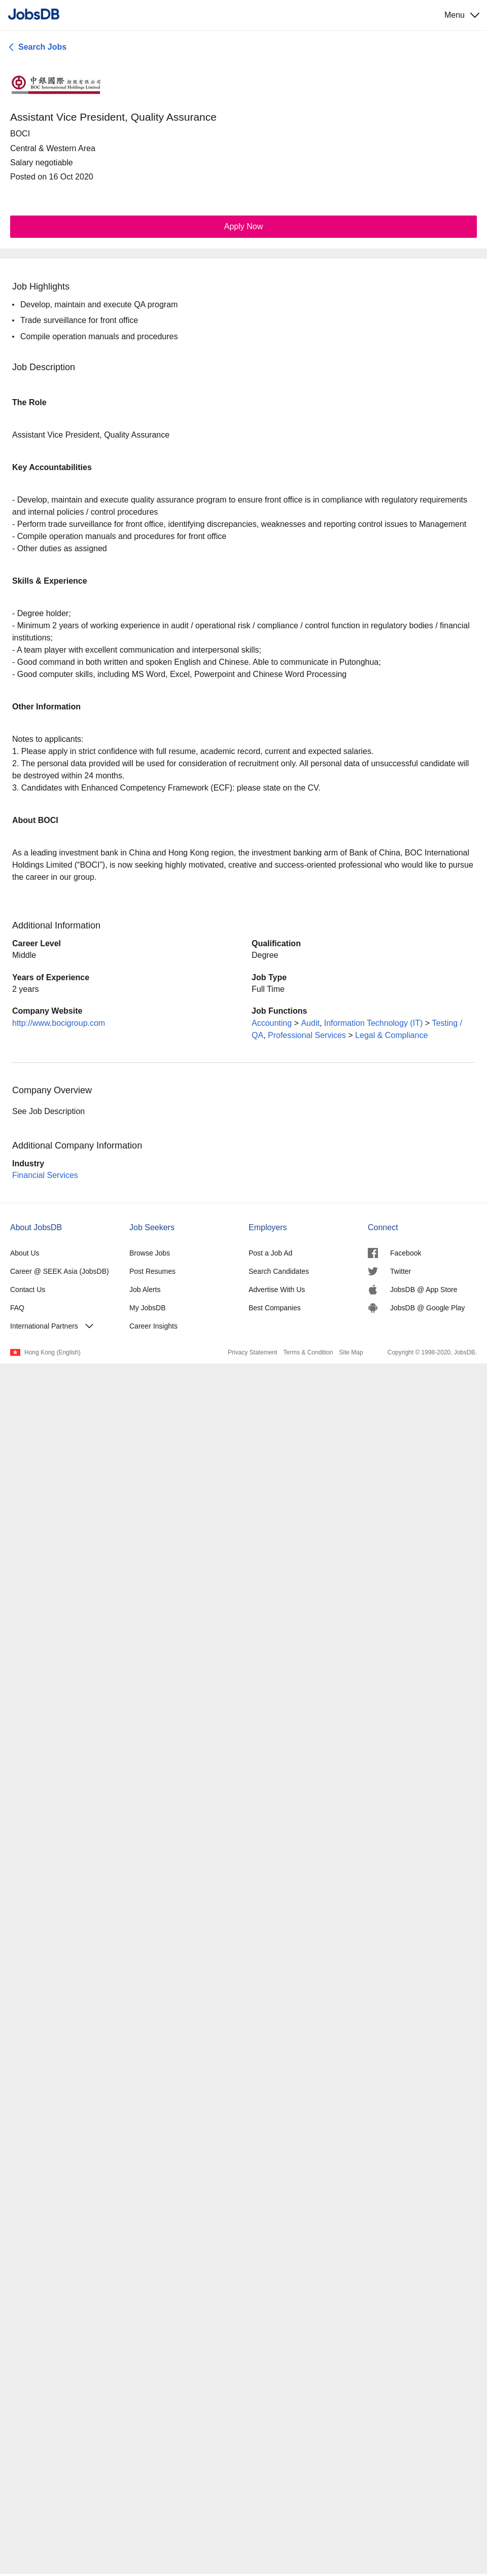 JobsDB
Menu
Search Jobs
中銀國際 控股有限公司
BOC International Holdings Limited
Assistant Vice President, Quality Assurance
BOCI
Central & Western Area
Salary negotiable
Posted on 16 Oct 2020
Apply Now
Job Highlights
• Develop, maintain and execute QA program
• Trade surveillance for front office
• Compile operation manuals and procedures
Job Description
The Role
Assistant Vice President, Quality Assurance
Key Accountabilities
- Develop, maintain and execute quality assurance program to ensure front office is in compliance with regulatory requirements
and internal policies / control procedures
- Perform trade surveillance for front office, identifying discrepancies, weaknesses and reporting control issues to Management
- Compile operation manuals and procedures for front office
- Other duties as assigned
Skills & Experience
- Degree holder;
- Minimum 2 years of working experience in audit / operational risk / compliance / control function in regulatory bodies / financial
institutions;
- A team player with excellent communication and interpersonal skills;
- Good command in both written and spoken English and Chinese. Able to communicate in Putonghua;
- Good computer skills, including MS Word, Excel, Powerpoint and Chinese Word Processing
Other Information
Notes to applicants:
1. Please apply in strict confidence with full resume, academic record, current and expected salaries.
2. The personal data provided will be used for consideration of recruitment only. All personal data of unsuccessful candidate will
be destroyed within 24 months.
3. Candidates with Enhanced Competency Framework (ECF): please state on the CV.
About BOCI
As a leading investment bank in China and Hong Kong region, the investment banking arm of Bank of China, BOC International
Holdings Limited ("BOCI"), is now seeking highly motivated, creative and success-oriented professional who would like to pursue
the career in our group.
Additional Information
Career Level
Middle
Qualification
Degree
Years of Experience
2 years
Job Type
Full Time
Company Website
http://www.bocigroup.com
Job Functions
Accounting > Audit, Information Technology (IT) > Testing /
QA, Professional Services > Legal & Compliance
Company Overview
See Job Description
Additional Company Information
Industry
Financial Services
About JobsDB
About Us
Career @ SEEK Asia (JobsDB)
Contact Us
FAQ
International Partners
Job Seekers
Browse Jobs
Post Resumes
Job Alerts
My JobsDB
Career Insights
Employers
Post a Job Ad
Search Candidates
Advertise With Us
Best Companies
Connect
Facebook
Twitter
JobsDB @ App Store
JobsDB @ Google Play
Hong Kong (English)
Privacy Statement Terms & Condition Site Map
Copyright © 1998-2020, JobsDB.